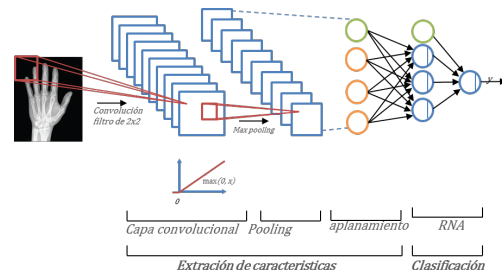 Convolución
filtro de 2x2
Max pooling
y
max(0, x)
0
Capa convolucional
Pooling
aplanamiento
RNA
Extración de caracteristicas
Clasificación